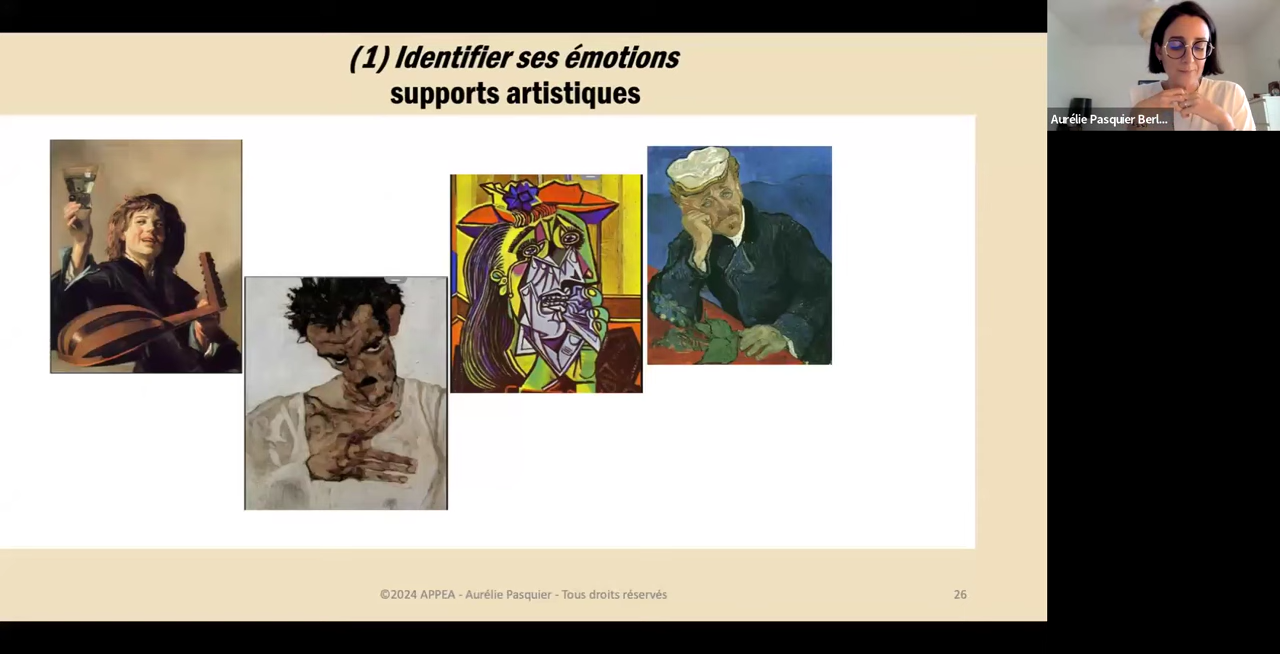 (1) Identifier ses émotions
supports artistiques
Aurélie Pasquier Berl...
©2024 APPEA - Aurélie Pasquier - Tous droits réservés
26